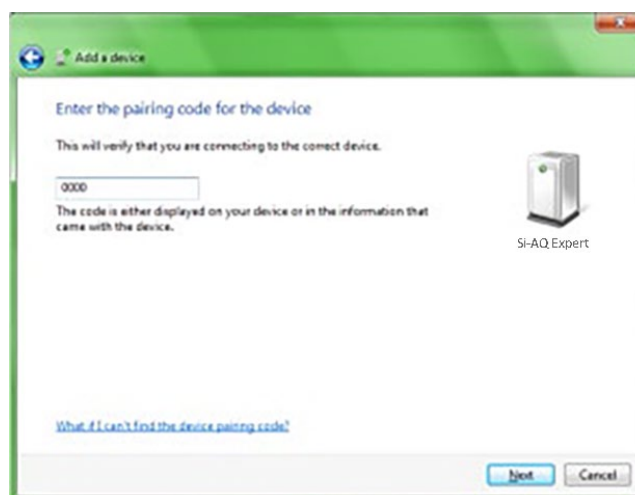 Add a device
Enter the pairing code for the device
This will verify that you are connecting to the correct device.
0000
The code is either displayed on your device or in the information that
came with the device.
Si-AQ Expert
What if I can't find the device pairing code?
Next
Cancel